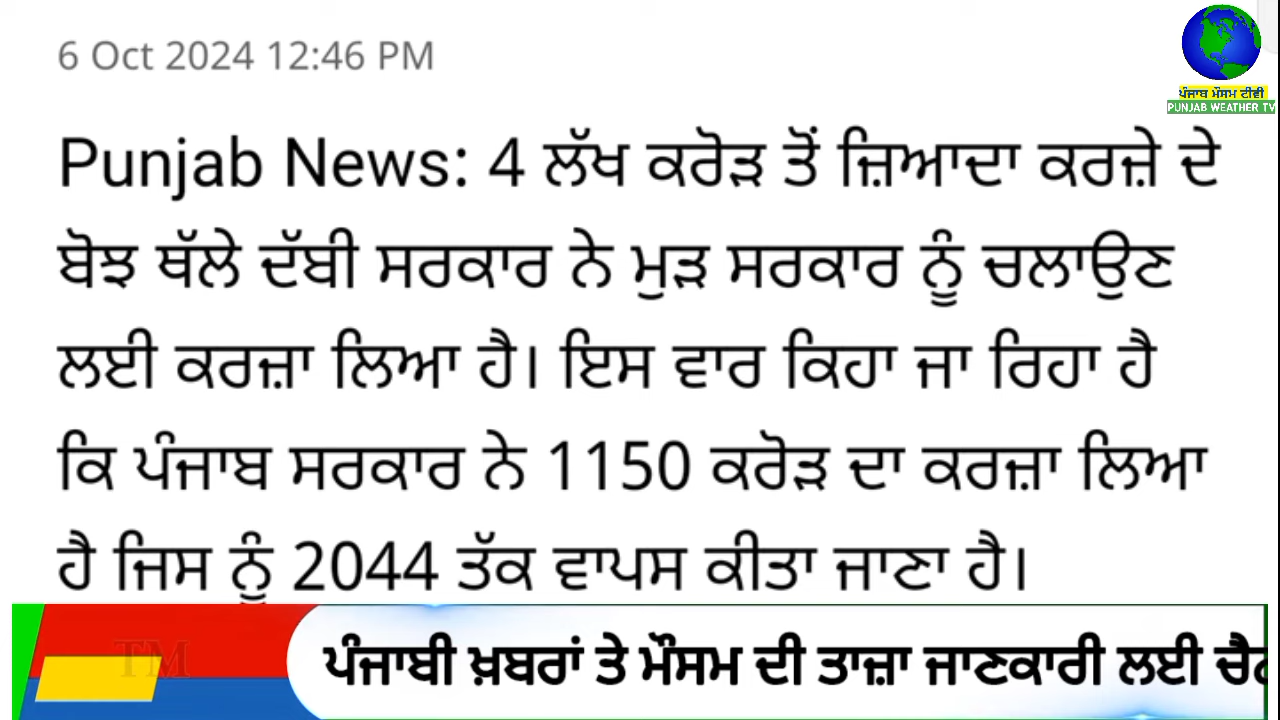 6 Oct 2024 12:46 PM
ਪੰਜਾਬ ਮੌਸਮ ਟੀਵੀ
PUNJAB WEATHER TV
Punjab News: 4 ਲੱਖ ਕਰੋੜ ਤੋਂ ਜ਼ਿਆਦਾ ਕਰਜ਼ੇ ਦੇ
ਬੋਝ ਥੱਲੇ ਦੱਬੀ ਸਰਕਾਰ ਨੇ ਮੁੜ ਸਰਕਾਰ ਨੂੰ ਚਲਾਉਣ
ਲਈ ਕਰਜ਼ਾ ਲਿਆ ਹੈ। ਇਸ ਵਾਰ ਕਿਹਾ ਜਾ ਰਿਹਾ ਹੈ
ਕਿ ਪੰਜਾਬ ਸਰਕਾਰ ਨੇ 1150 ਕਰੋੜ ਦਾ ਕਰਜ਼ਾ ਲਿਆ
ਹੈ ਜਿਸ ਨੂੰ 2044 ਤੱਕ ਵਾਪਸ ਕੀਤਾ ਜਾਣਾ ਹੈ।
TM
ਪੰਜਾਬੀ ਖ਼ਬਰਾਂ ਤੇ ਮੌਸਮ ਦੀ ਤਾਜ਼ਾ ਜਾਣਕਾਰੀ ਲਈ